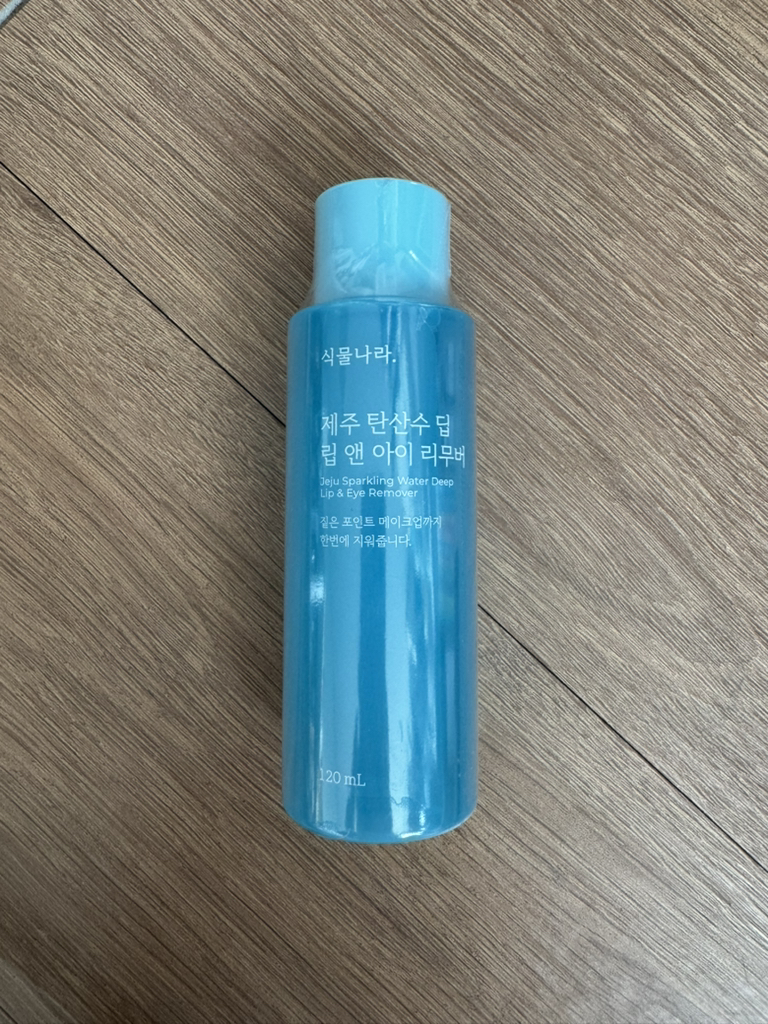 식물나라.
제주 탄산수 딥
립 앤 아이 리무버
Jeju Sparkling Water Deep
Lip & Eye Remover
짙은 포인트 메이크업까지
한번에 지워줍니다.
120 mL